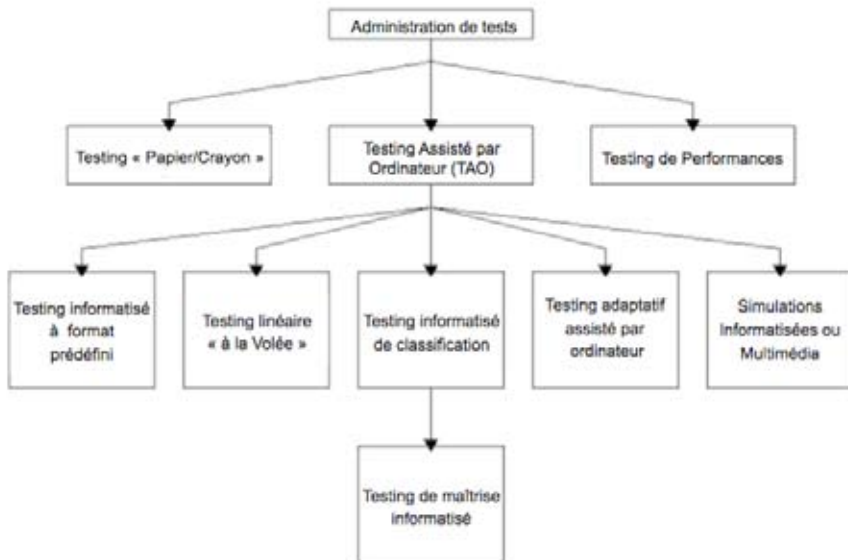 Administration de tests
Testing « Papier/Crayon »
Testing Assisté par
Ordinateur (TAO)
Testing de Performances
Testing informatisé
à format
prédéfini
Testing linéaire
« à la Volée »
Testing informatisé
de classification
Testing adaptatif
assisté par
ordinateur
Simulations
Informatisées ou
Multimédia
Testing de maîtrise
informatisé